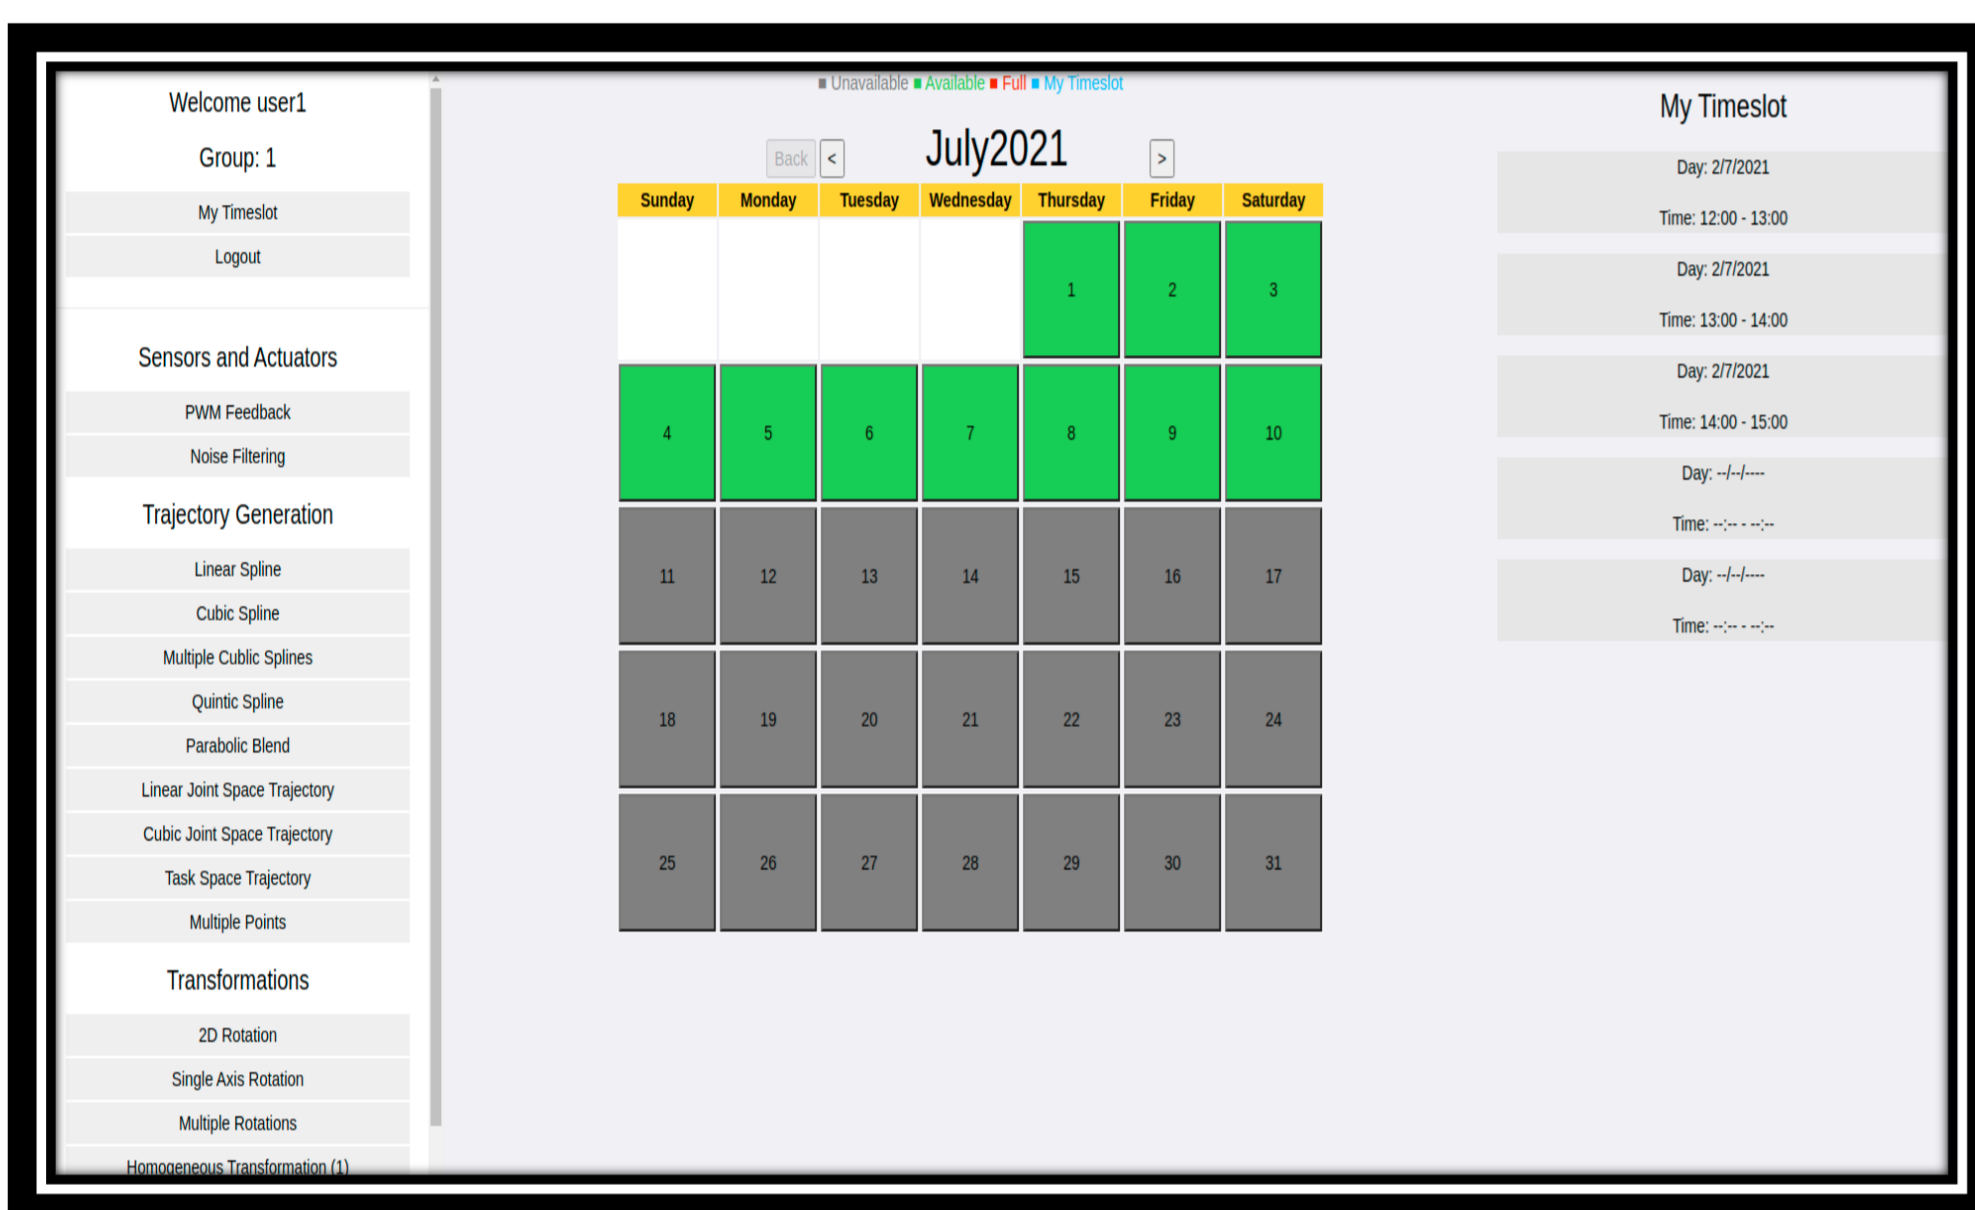 Welcome user1
Group: 1
My Timeslot
Logout
Sensors and Actuators
PWM Feedback
Noise Filtering
Trajectory Generation
Linear Spline
Cubic Spline
Multiple Cublic Splines
Quintic Spline
Parabolic Blend
Linear Joint Space Trajectory
Cubic Joint Space Trajectory
Task Space Trajectory
Multiple Points
Transformations
2D Rotation
Single Axis Rotation
Multiple Rotations
Homogeneous Transformation (1)
Unavailable Available Full My Timeslot
Back < July2021 >
Sunday Monday Tuesday Wednesday Thursday Friday Saturday
1 2 3
4 5 6 7 8 9 10
11 12 13 14 15 16 17
18 19 20 21 22 23 24
25 26 27 28 29 30 31
My Timeslot
Day: 2/7/2021
Time: 12:00 - 13:00
Day: 2/7/2021
Time: 13:00 - 14:00
Day: 2/7/2021
Time: 14:00 - 15:00
Day: --/--/----
Time: --:-- - --:--
Day: --/--/----
Time: --:-- - --:--